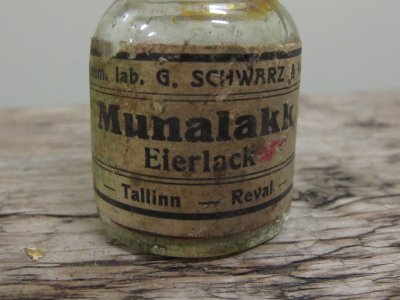 lab. G. SCHWARZ &
Munalakk
Eierlack
— Tallinn — Reval —